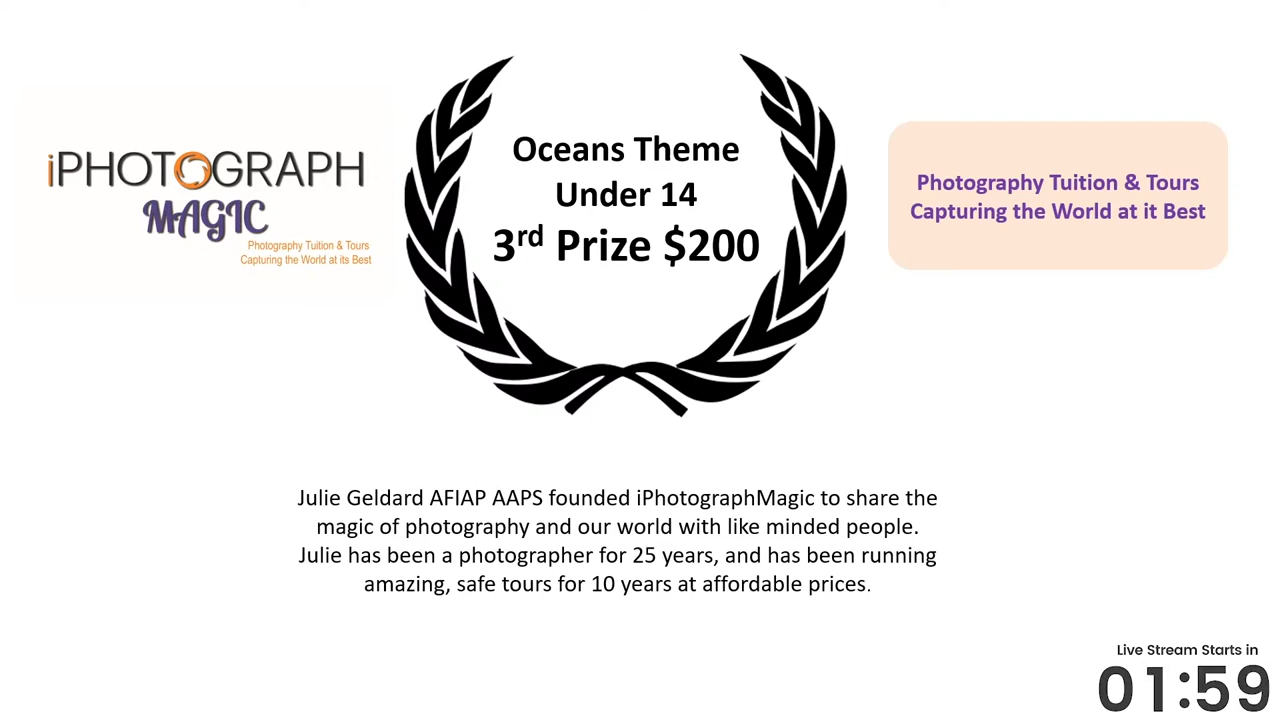 iPHOTOGRAPH
MAGIC
Photography Tuition & Tours
Capturing the World at its Best
Oceans Theme
Under 14
3rd Prize $200
Photography Tuition & Tours
Capturing the World at it Best
Julie Geldard AFIAP AAPS founded iPhotographMagic to share the
magic of photography and our world with like minded people.
Julie has been a photographer for 25 years, and has been running
amazing, safe tours for 10 years at affordable prices.
Live Stream Starts in
01:59